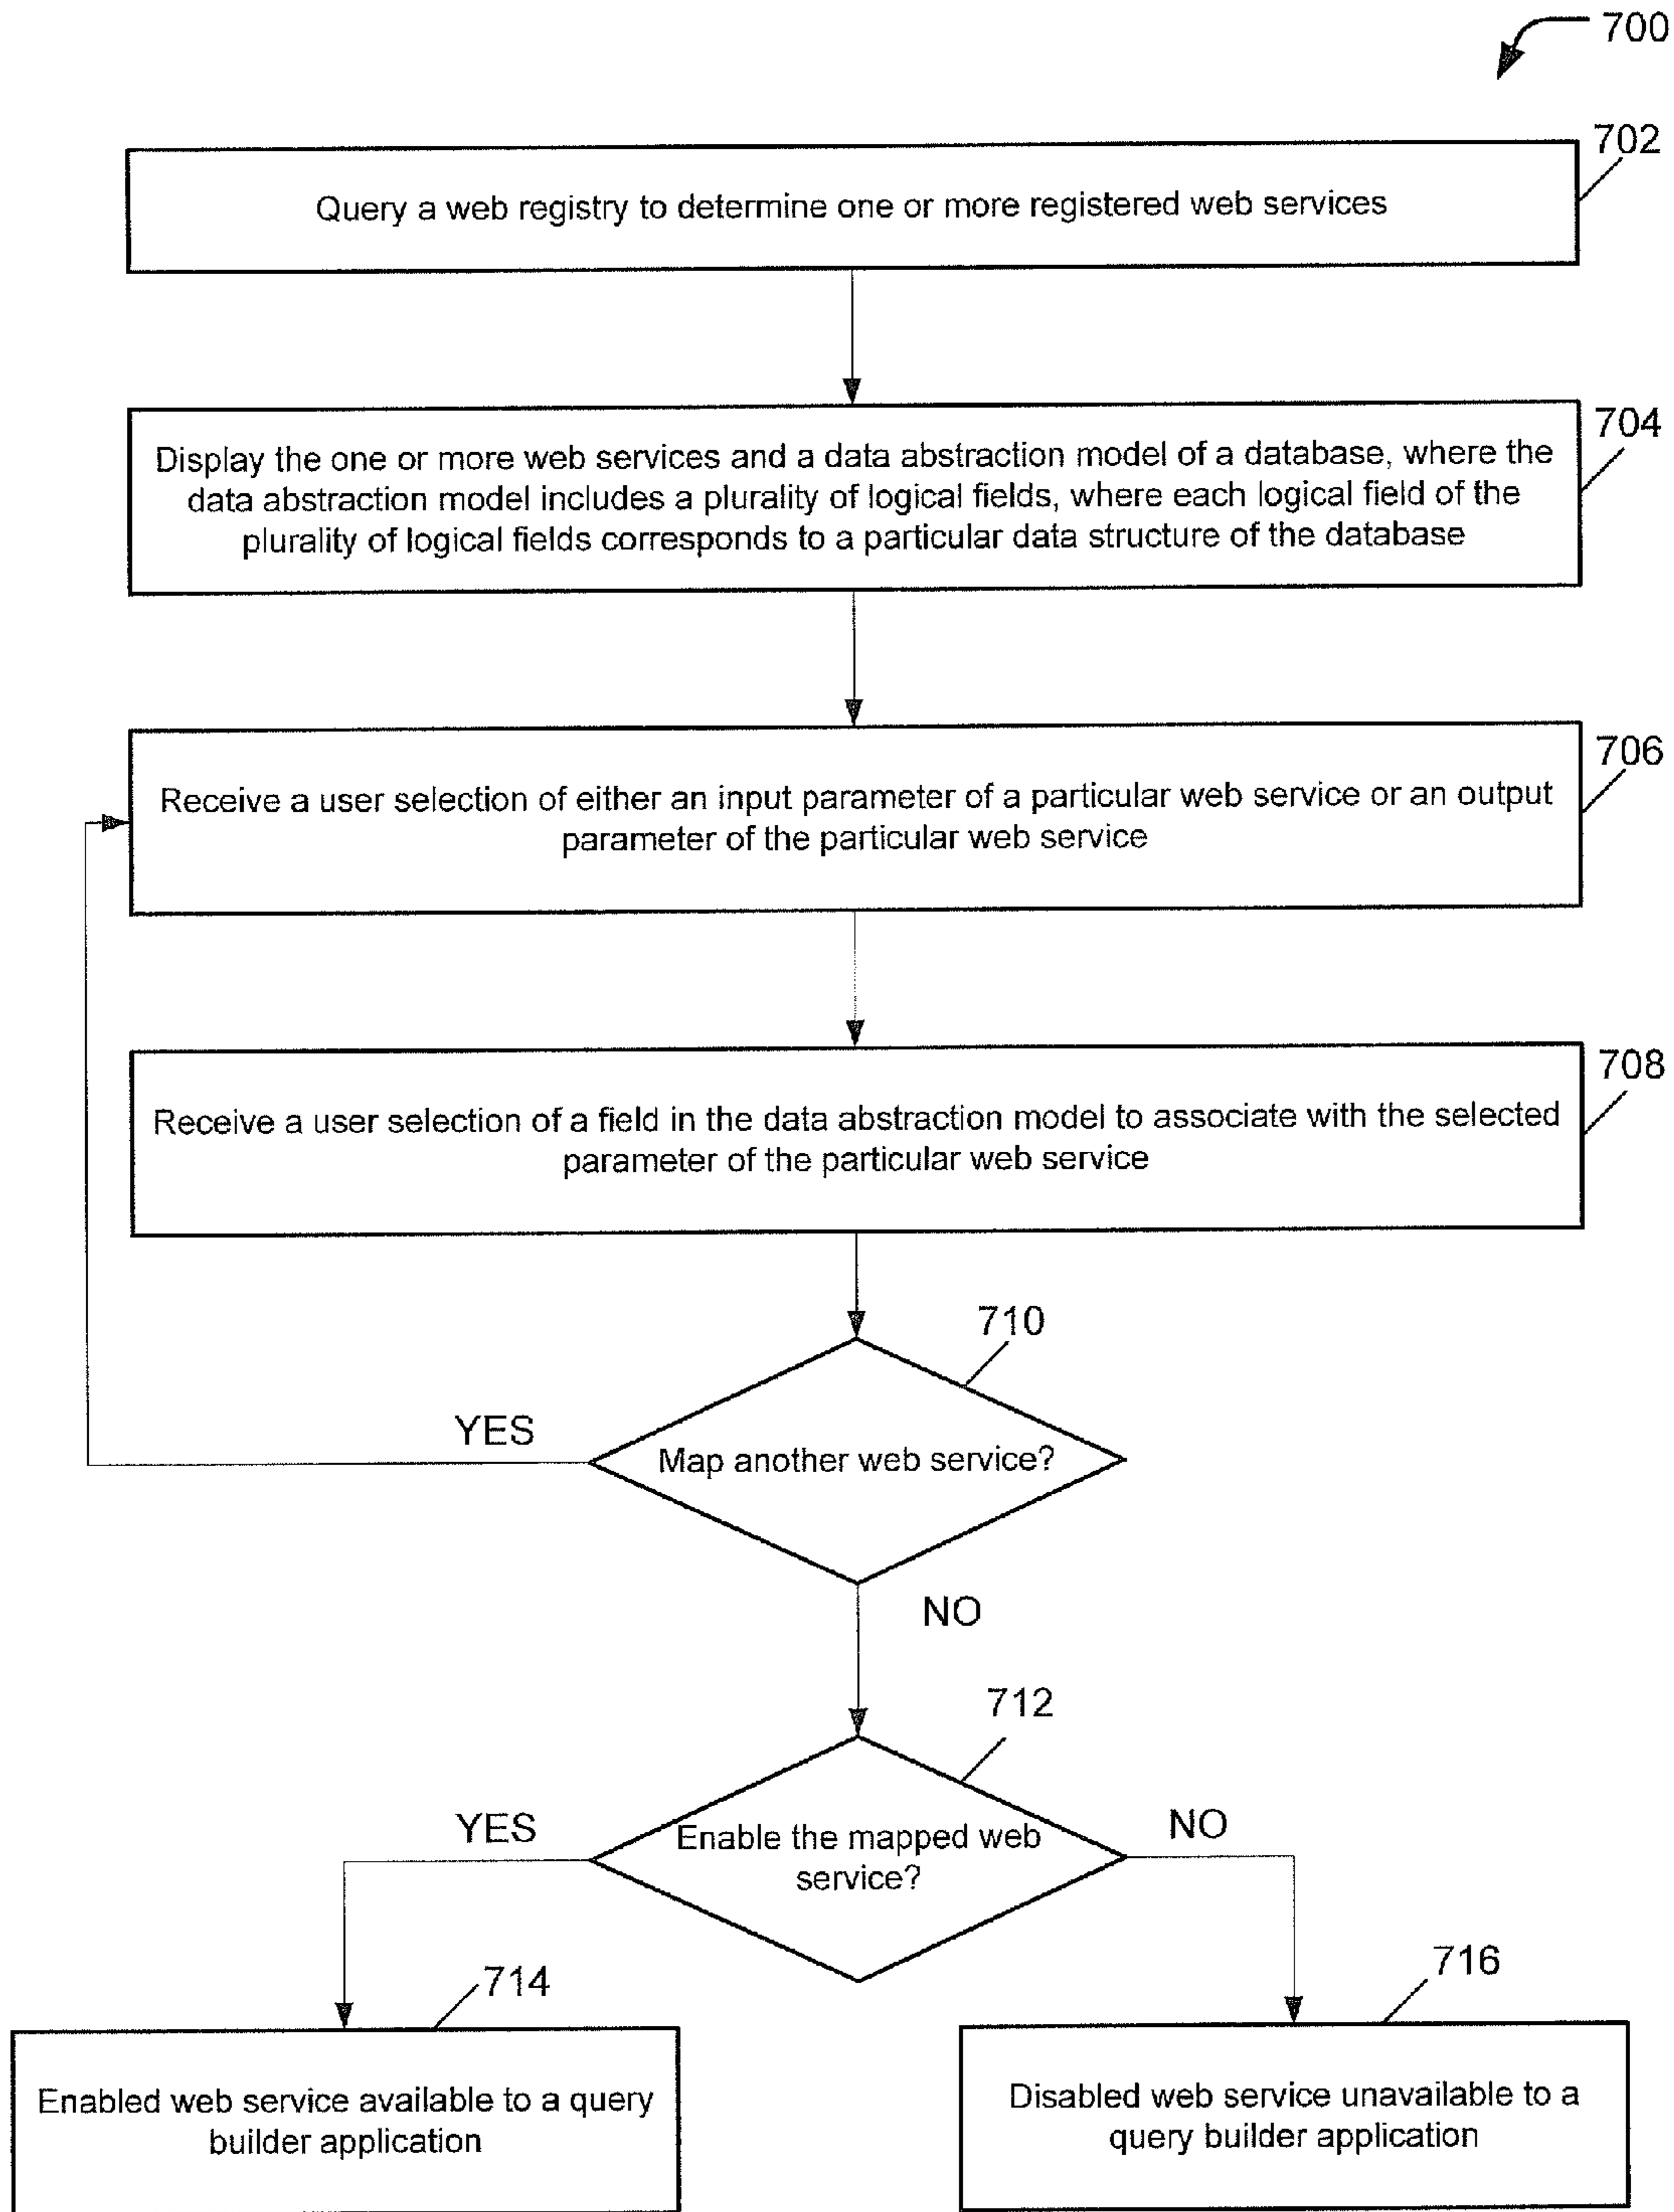 700
702
Query a web registry to determine one or more registered web services
704
Display the one or more web services and a data abstraction model of a database, where the
data abstraction model includes a plurality of logical fields, where each logical field of the
plurality of logical fields corresponds to a particular data structure of the database
706
Receive a user selection of either an input parameter of a particular web service or an output
parameter of the particular web service
708
Receive a user selection of a field in the data abstraction model to associate with the selected
parameter of the particular web service
710
YES
Map another web service?
NO
712
YES
NO
Enable the mapped web
service?
714
716
Enabled web service available to a query
builder application
Disabled web service unavailable to a
query builder application